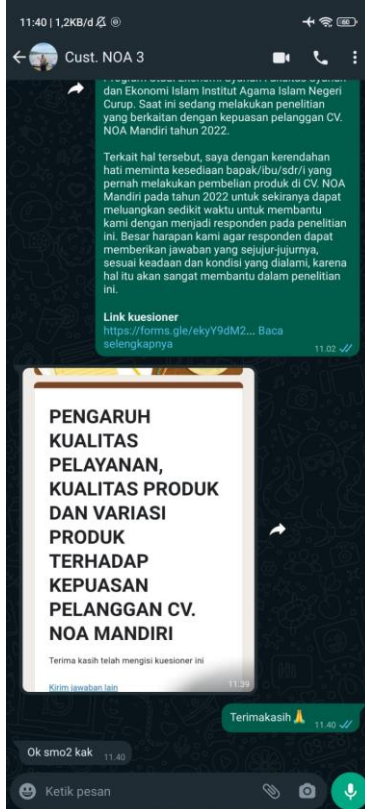 11:40 | 1,2KB/d
60
Cust. NOA 3
Program Studi Ekonomi Syariah Fakultas Syariah
dan Ekonomi Islam Institut Agama Islam Negeri
Curup. Saat ini sedang melakukan penelitian
yang berkaitan dengan kepuasan pelanggan CV.
NOA Mandiri tahun 2022.
Terkait hal tersebut, saya dengan kerendahan
hati meminta kesediaan bapak/ibu/sdr/i yang
pernah melakukan pembelian produk di CV. NOA
Mandiri pada tahun 2022 untuk sekiranya dapat
meluangkan sedikit waktu untuk membantu
kami dengan menjadi responden pada penelitian
ini. Besar harapan kami agar responden dapat
memberikan jawaban yang sejujur-jujurnya,
sesuai keadaan dan kondisi yang dialami, karena
hal itu akan sangat membantu dalam penelitian
ini.
Link kuesioner
https://forms.gle/ekyY9dM2... Baca
selengkapnya
11.02
PENGARUH
KUALITAS
PELAYANAN,
KUALITAS PRODUK
DAN VARIASI
PRODUK
TERHADAP
KEPUASAN
PELANGGAN CV.
NOA MANDIRI
Terima kasih telah mengisi kuesioner ini
Kirim jawaban lain
11.39
Terimakasih🙏 11.40
Ok smo2 kak 11.40
Ketik pesan